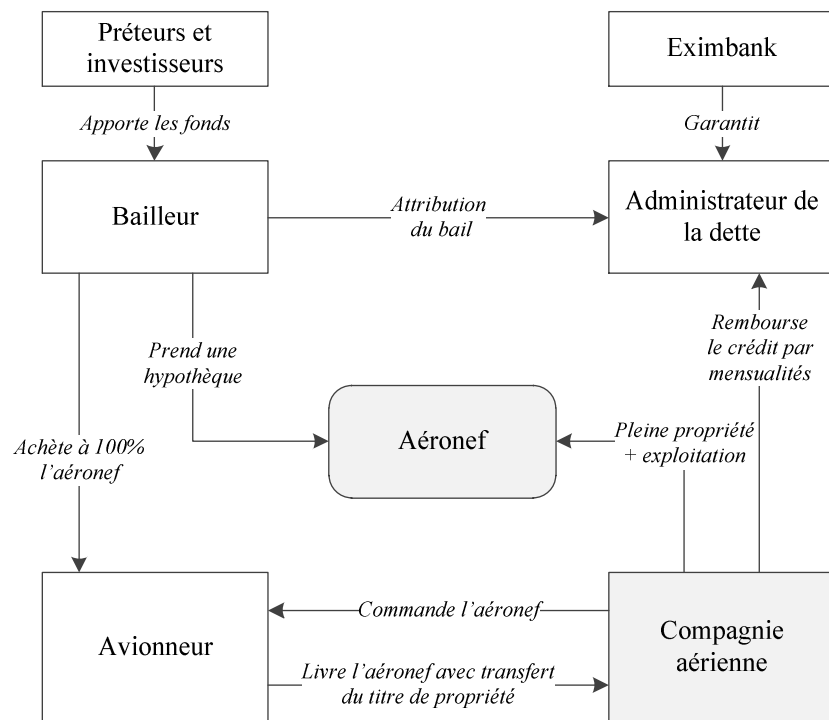 Préteurs et
investisseurs
Eximbank
Apporte les fonds
Garantit
Bailleur
Attribution
du bail
Administrateur de
la dette
Prend une
hypothèque
Rembourse
le crédit par
mensualités
Achète à 100%
l’aéronef
Aéronef
Pleine propriété
+ exploitation
Avionneur
Commande l’aéronef
Livre l’aéronef avec transfert
du titre de propriété
Compagnie
aérienne